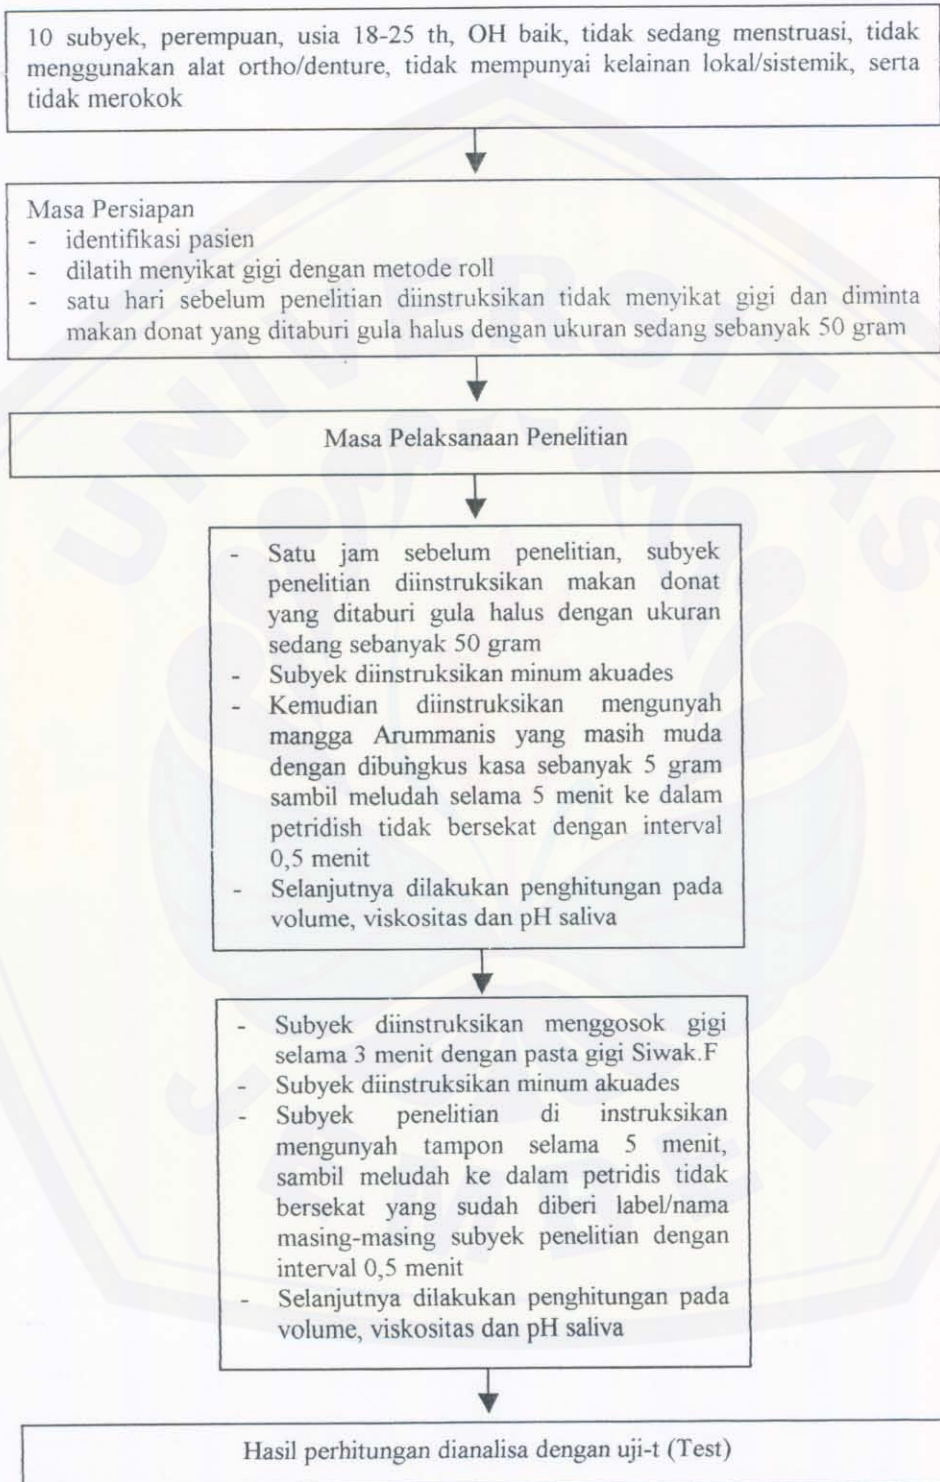 10 subyek, perempuan, usia 18-25 th, OH baik, tidak sedang menstruasi, tidak
menggunakan alat ortho/denture, tidak mempunyai kelainan lokal/sistemik, serta
tidak merokok
Masa Persiapan
- identifikasi pasien
- dilatih menyikat gigi dengan metode roll
- satu hari sebelum penelitian diinstruksikan tidak menyikat gigi dan diminta
makan donat yang ditaburi gula halus dengan ukuran sedang sebanyak 50 gram
Masa Pelaksanaan Penelitian
- Satu jam sebelum penelitian, subyek
penelitian diinstruksikan makan donat
yang ditaburi gula halus dengan ukuran
sedang sebanyak 50 gram
- Subyek diinstruksikan minum akuades
- Kemudian diinstruksikan mengunyah
mangga Arummanis yang masih muda
dengan dibungkus kasa sebanyak 5 gram
sambil meludah selama 5 menit ke dalam
petridish tidak bersekat dengan interval
0,5 menit
- Selanjutnya dilakukan penghitungan pada
volume, viskositas dan pH saliva
- Subyek diinstruksikan menggosok gigi
selama 3 menit dengan pasta gigi Siwak.F
- Subyek diinstruksikan minum akuades
- Subyek penelitian di instruksikan
mengunyah tampon selama 5 menit,
sambil meludah ke dalam petridis tidak
bersekat yang sudah diberi label/nama
masing-masing subyek penelitian dengan
interval 0,5 menit
- Selanjutnya dilakukan penghitungan pada
volume, viskositas dan pH saliva
Hasil perhitungan dianalisa dengan uji-t (Test)
UNIVERSITAS
JEMBER